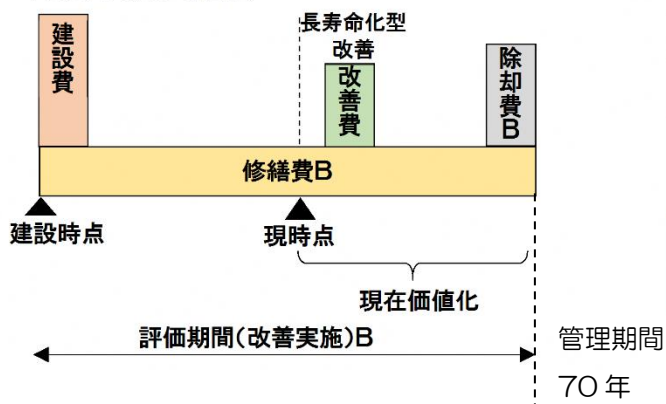 長寿命化型
改善
建設費
改善費
除却費B
修繕費B
建設時点
現時点
現在価値化
評価期間(改善実施)B
管理期間
70年